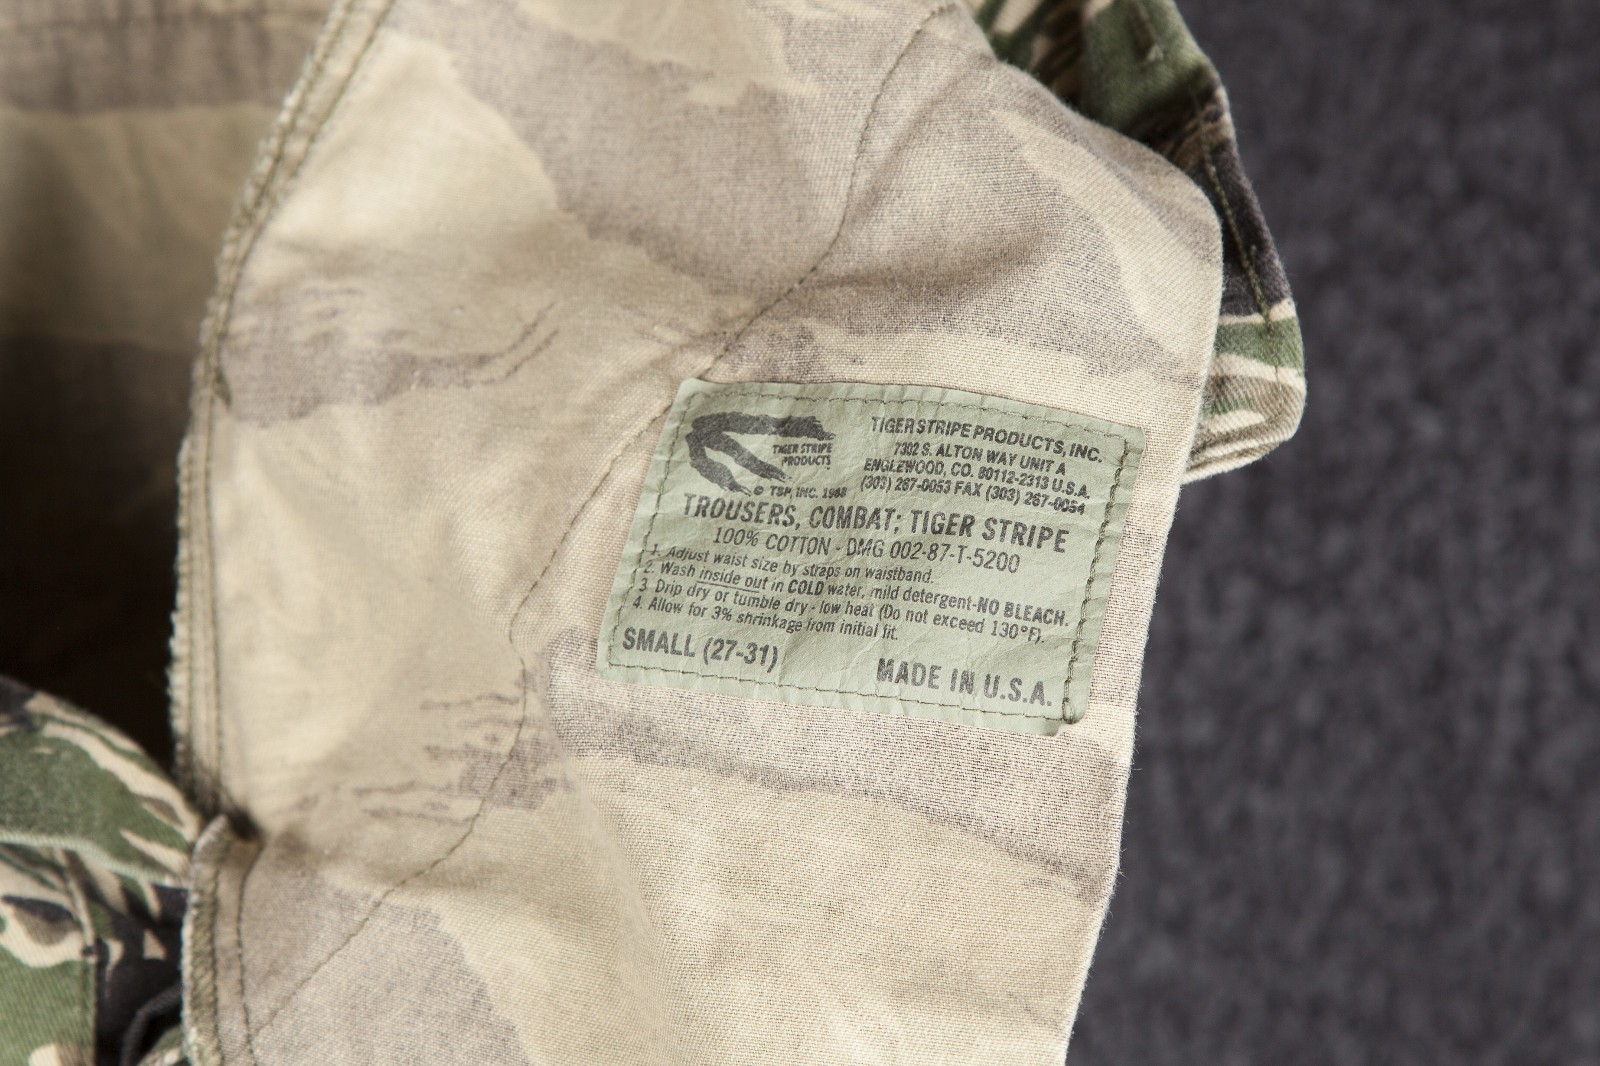 TIGER STRIPE
PRODUCTS
© TSP, INC. 1988
TIGER STRIPE PRODUCTS, INC.
7302 S. ALTON WAY UNIT A
ENGLEWOOD, CO. 80112-2313 U.S.A.
(303) 267-0053 FAX (303) 267-0054
TROUSERS, COMBAT; TIGER STRIPE
100% COTTON - DMG 002-87-T-5200
1. Adjust waist size by straps on waistband.
2. Wash inside out in COLD water, mild detergent-NO BLEACH.
3. Drip dry or tumble dry - low heat (Do not exceed 130°F).
4. Allow for 3% shrinkage from initial fit.
SMALL (27-31)
MADE IN U.S.A.